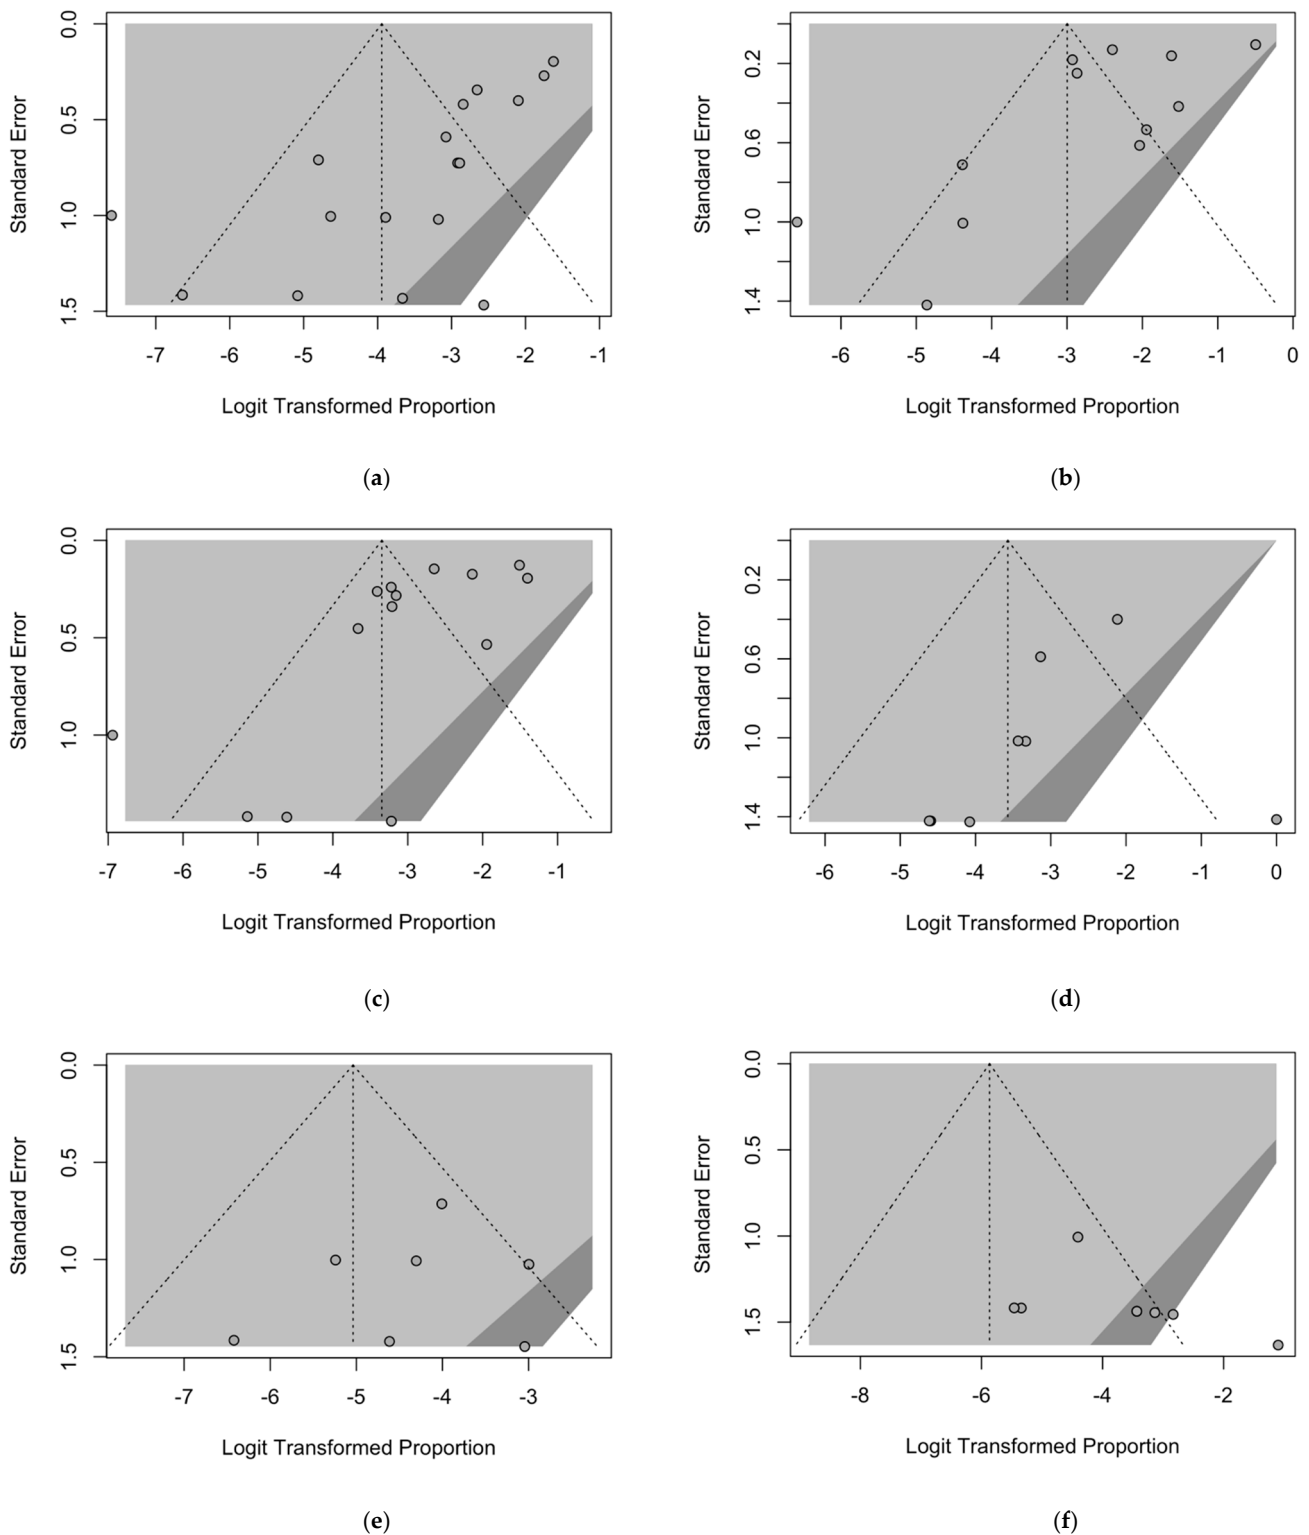 0.0
0.5
1.0
1.5
Standard Error
-7 -6 -5 -4 -3 -2 -1
Logit Transformed Proportion
(a)
0.2
0.6
1.0
1.4
Standard Error
-6 -5 -4 -3 -2 -1 0
Logit Transformed Proportion
(b)
0.0
0.5
1.0
Standard Error
-7 -6 -5 -4 -3 -2 -1
Logit Transformed Proportion
(c)
0.2
0.6
1.0
1.4
Standard Error
-6 -5 -4 -3 -2 -1 0
Logit Transformed Proportion
(d)
0.0
0.5
1.0
1.5
Standard Error
-7 -6 -5 -4 -3
Logit Transformed Proportion
(e)
0.0
0.5
1.0
1.5
Standard Error
-8 -6 -4 -2
Logit Transformed Proportion
(f)